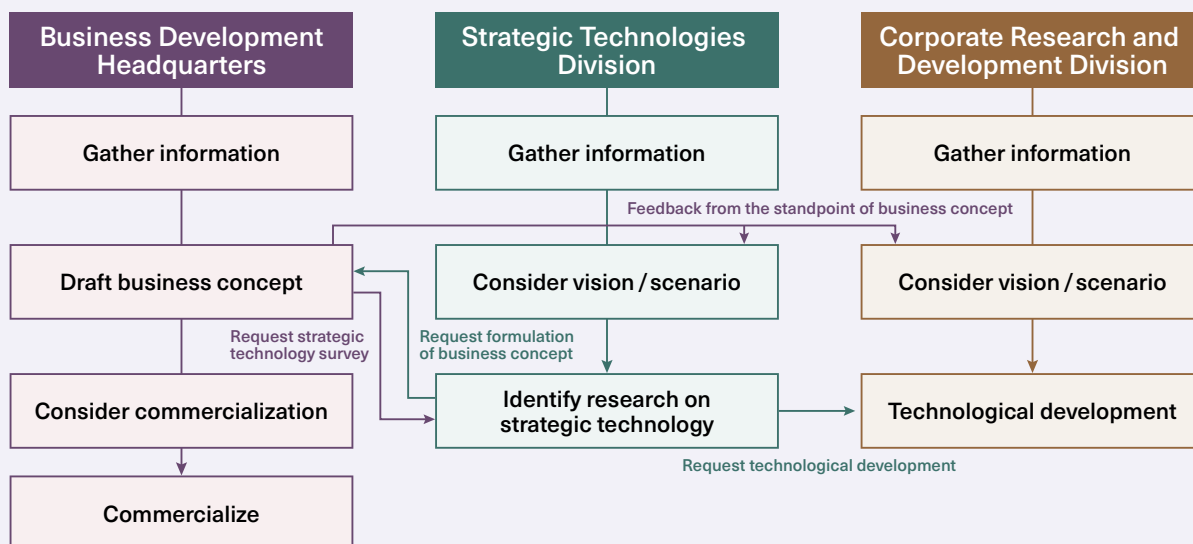 Business Development
Headquarters
Strategic Technologies
Division
Corporate Research and
Development Division
Gather information
Gather information
Gather information
Feedback from the standpoint of business concept
Draft business concept
Consider vision / scenario
Consider vision / scenario
Request strategic
technology survey
Request formulation
of business concept
Consider commercialization
Identify research on
strategic technology
Technological development
Request technological development
Commercialize